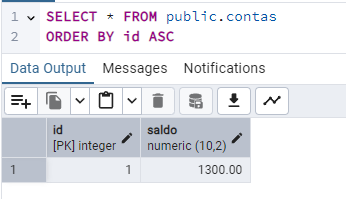 1 SELECT * FROM public.contas
2 ORDER BY id ASC
Data Output Messages Notifications
id saldo
[PK] integer numeric (10,2)
1 1 1300.00